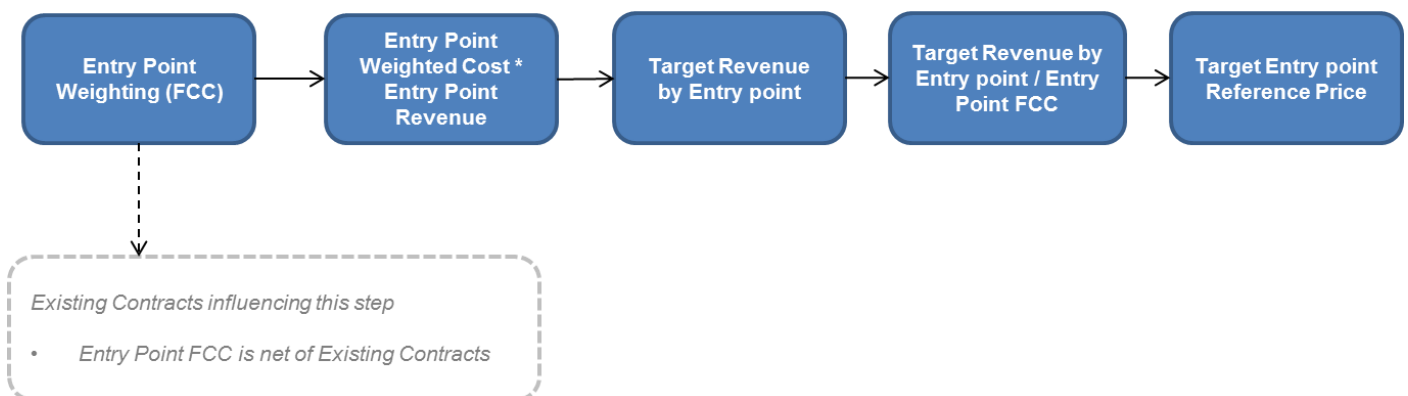 Entry Point
Weighting (FCC)
Entry Point
Weighted Cost *
Entry Point
Revenue
Target Revenue
by Entry point
Target Revenue by
Entry point / Entry
Point FCC
Target Entry point
Reference Price
Existing Contracts influencing this step
• Entry Point FCC is net of Existing Contracts